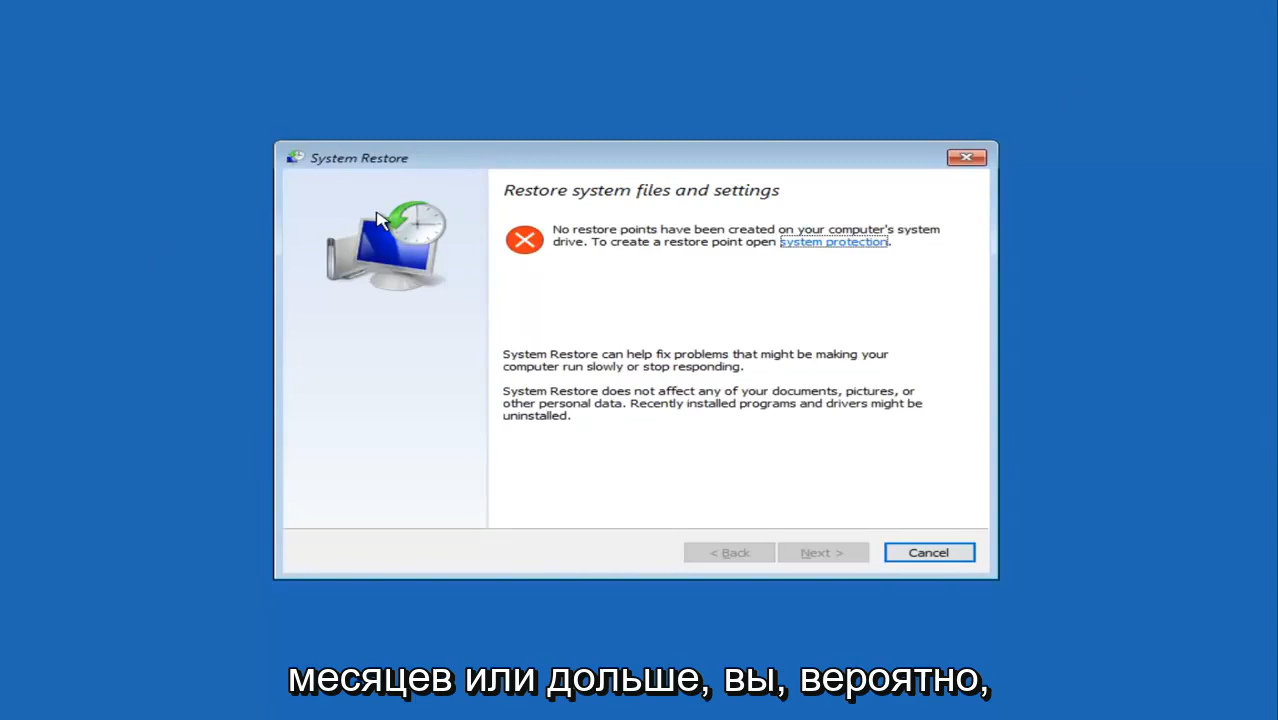 System Restore
Restore system files and settings
No restore points have been created on your computer's system
drive. To create a restore point open system protection.
System Restore can help fix problems that might be making your
computer run slowly or stop responding.
System Restore does not affect any of your documents, pictures, or
other personal data. Recently installed programs and drivers might be
uninstalled.
< Back Next > Cancel
месяцев или дольше, вы, вероятно,